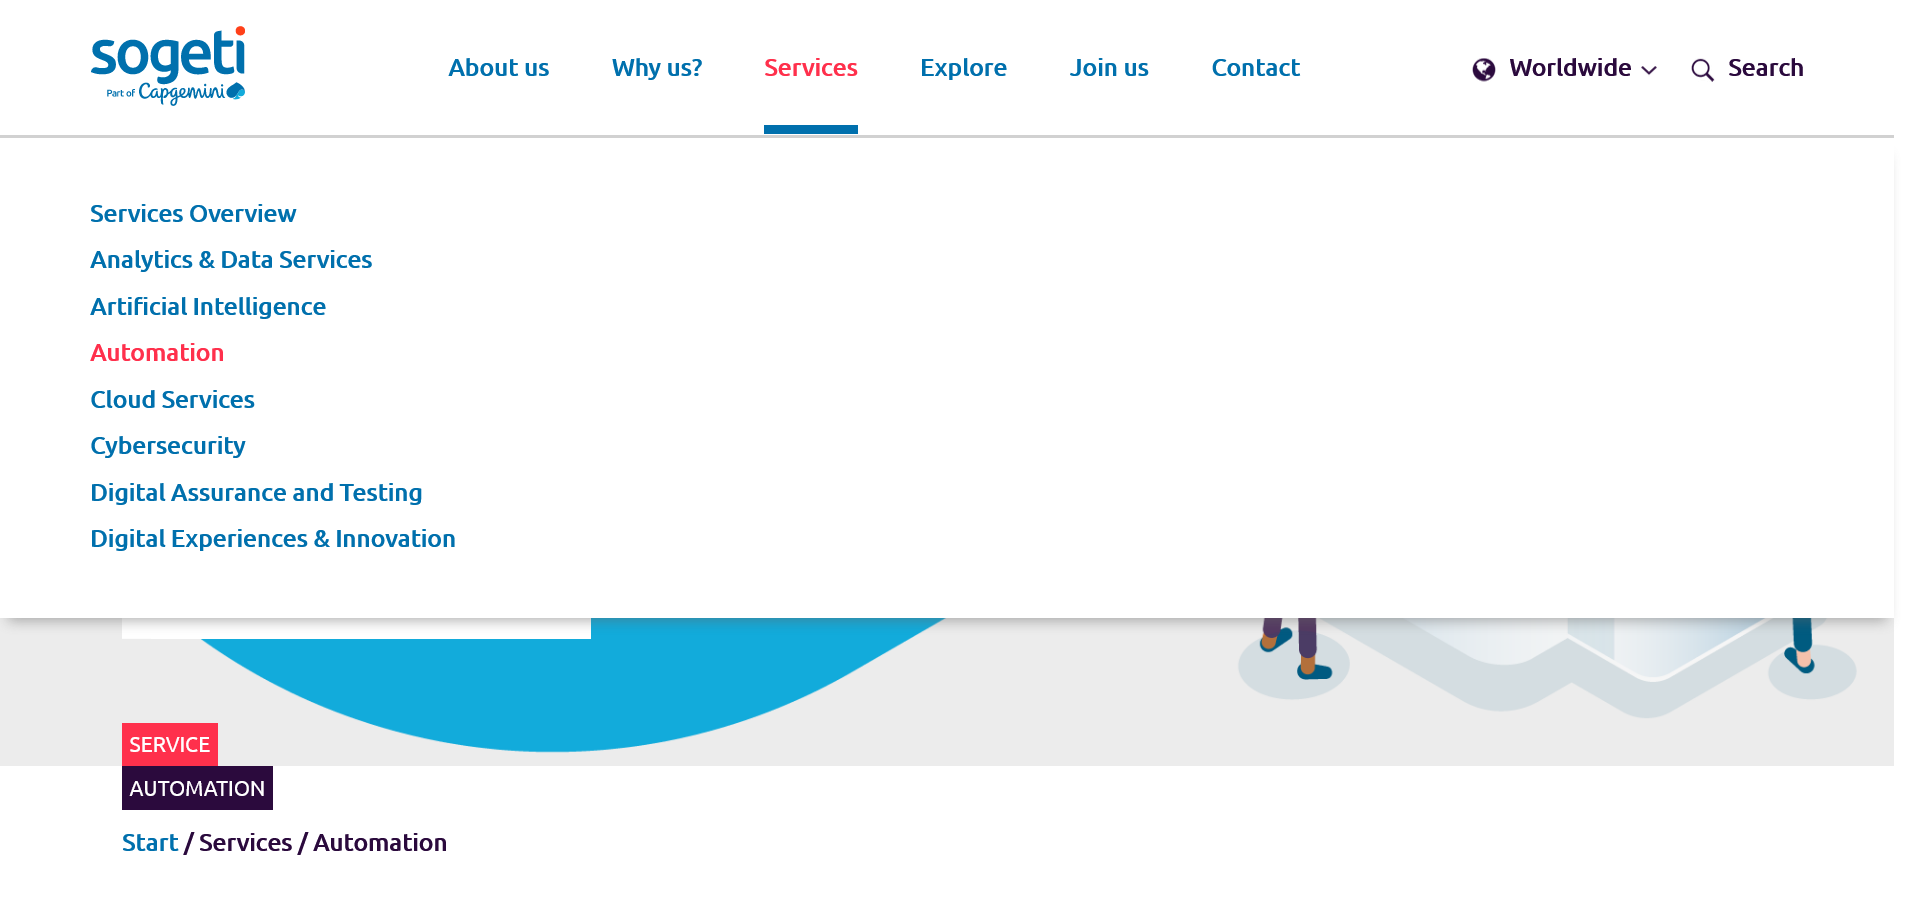 sogeti
Part of Capgemini
About us
Why us?
Services
Explore
Join us
Contact
Worldwide
Search
Services Overview
Analytics & Data Services
Artificial Intelligence
Automation
Cloud Services
Cybersecurity
Digital Assurance and Testing
Digital Experiences & Innovation
SERVICE
AUTOMATION
Start / Services / Automation